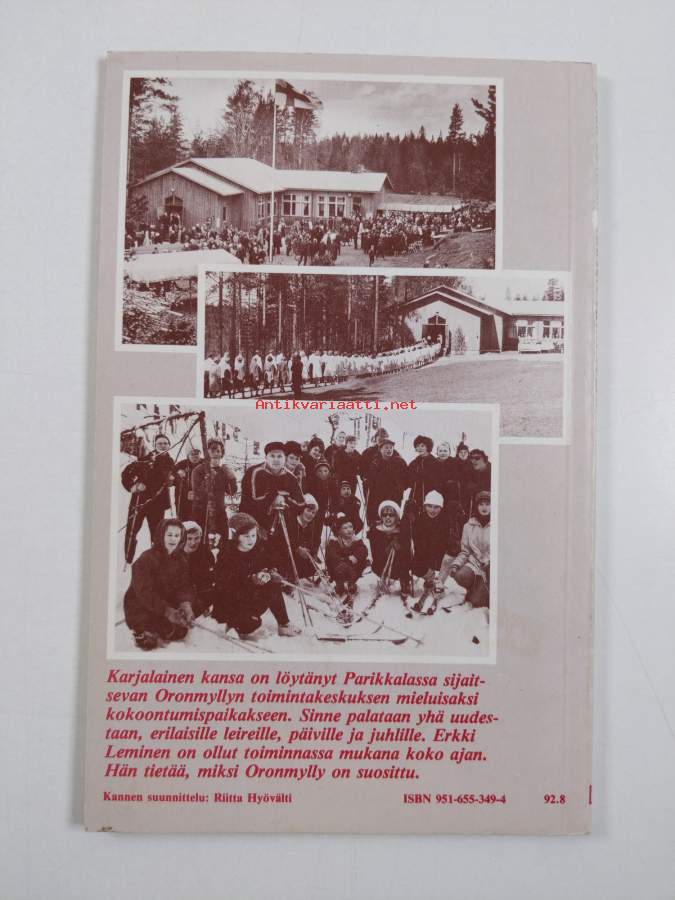 Antikvariaatti.net
Karjalainen kansa on löytänyt Parikkalassa sijait-
sevan Oronmyllyn toimintakeskuksen mieluisaksi
kokoontumispaikakseen. Sinne palataan yhä uudes-
taan, erilaisille leireille, päiville ja juhlille. Erkki
Leminen on ollut toiminnassa mukana koko ajan.
Hän tietää, miksi Oronmylly on suosittu.
Kannen suunnittelu: Riitta Hyövälti ISBN 951-655-349-4 92.8